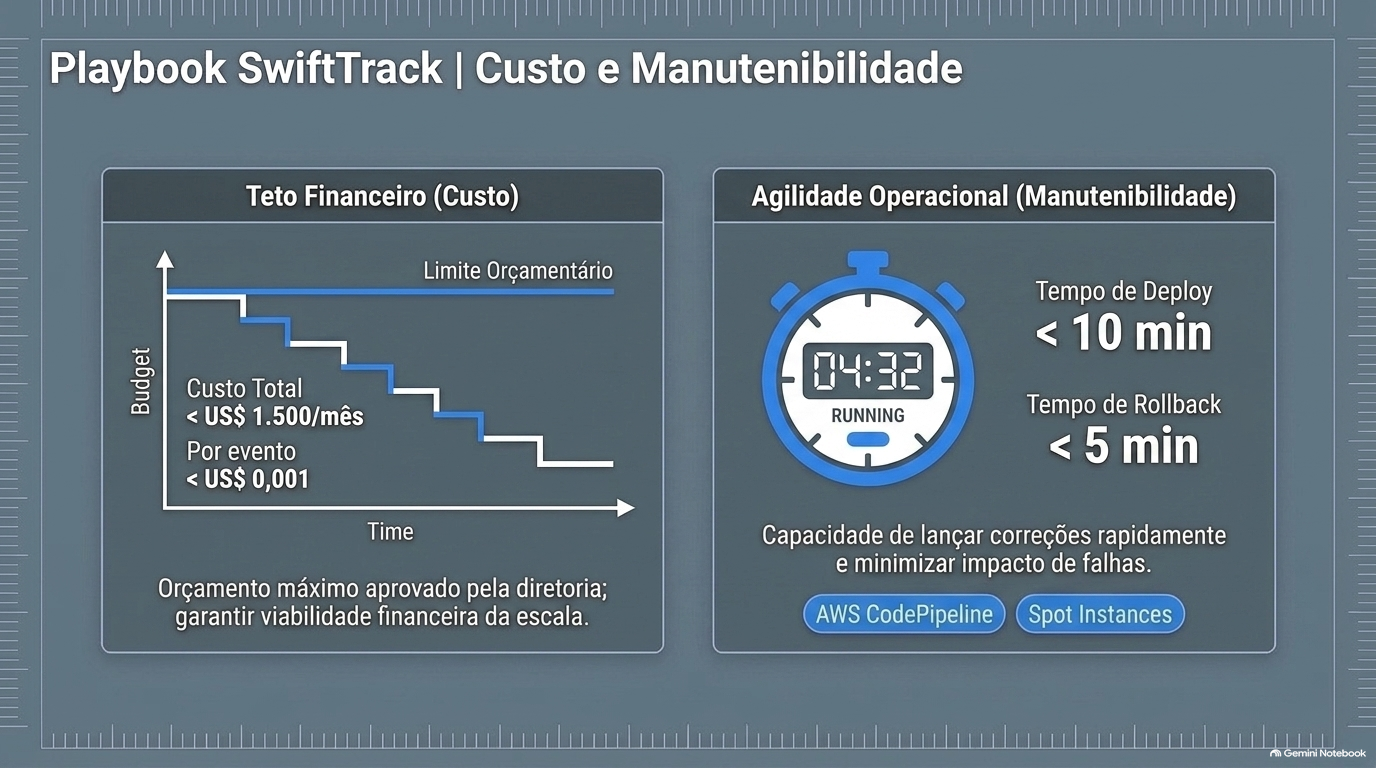 Playbook SwiftTrack | Custo e Manutenibilidade
Teto Financeiro (Custo)
Limite Orçamentário
Budget
Custo Total
< US$ 1.500/mês
Por evento
< US$ 0,001
Time
Orçamento máximo aprovado pela diretoria;
garantir viabilidade financeira da escala.
Agilidade Operacional (Manutenibilidade)
04:32
RUNNING
Tempo de Deploy
< 10 min
Tempo de Rollback
< 5 min
Capacidade de lançar correções rapidamente
e minimizar impacto de falhas.
AWS CodePipeline
Spot Instances
Gemini Notebook